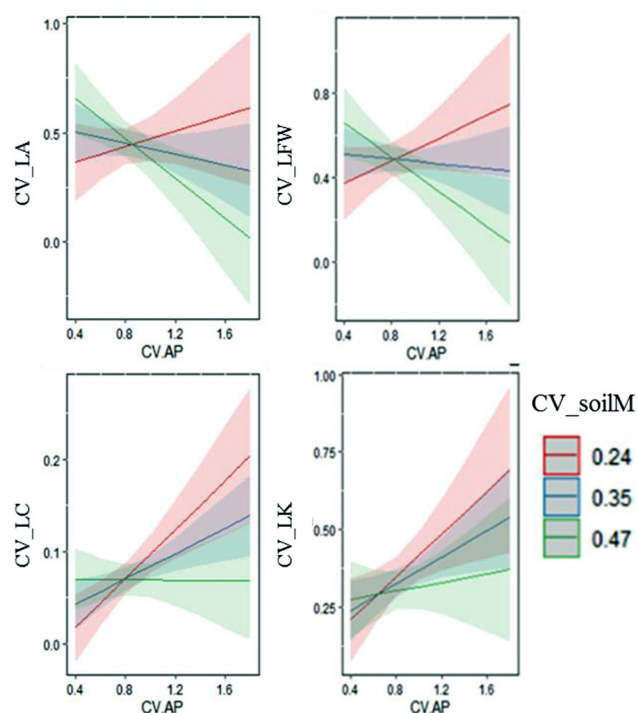 1.0
0.5
0.0
CV_LA
0.4 0.8 1.2 1.6
CV.AP
0.8
0.4
0.0
CV_LFW
0.4 0.8 1.2 1.6
CV.AP
0.2
0.1
0.0
CV_LC
0.4 0.8 1.2 1.6
CV.AP
1.00
0.75
0.50
0.25
CV_LK
0.4 0.8 1.2 1.6
CV.AP
CV_soilM
0.24
0.35
0.47